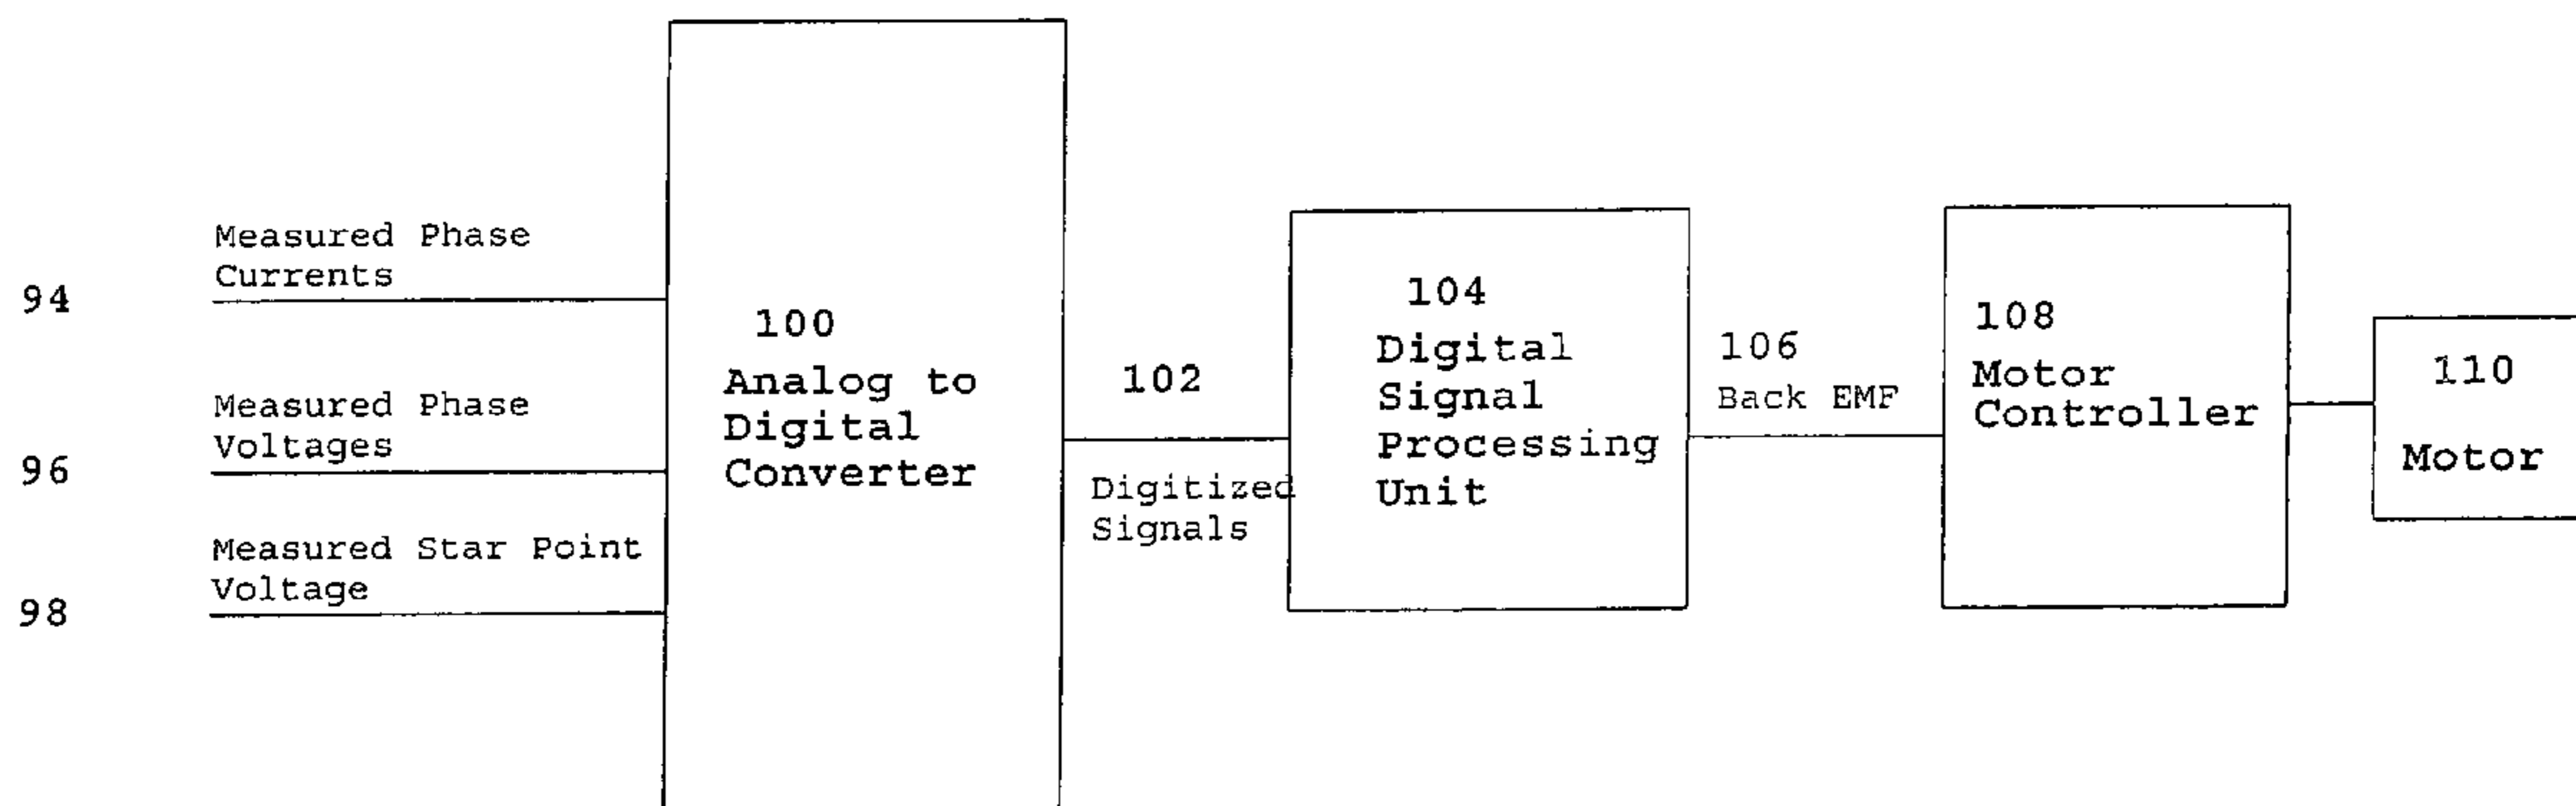 94
Measured Phase
Currents
96
Measured Phase
Voltages
98
Measured Star Point
Voltage
100
Analog to
Digital
Converter
102
Digitized
Signals
104
Digital
Signal
Processing
Unit
106
Back EMF
108
Motor
Controller
110
Motor